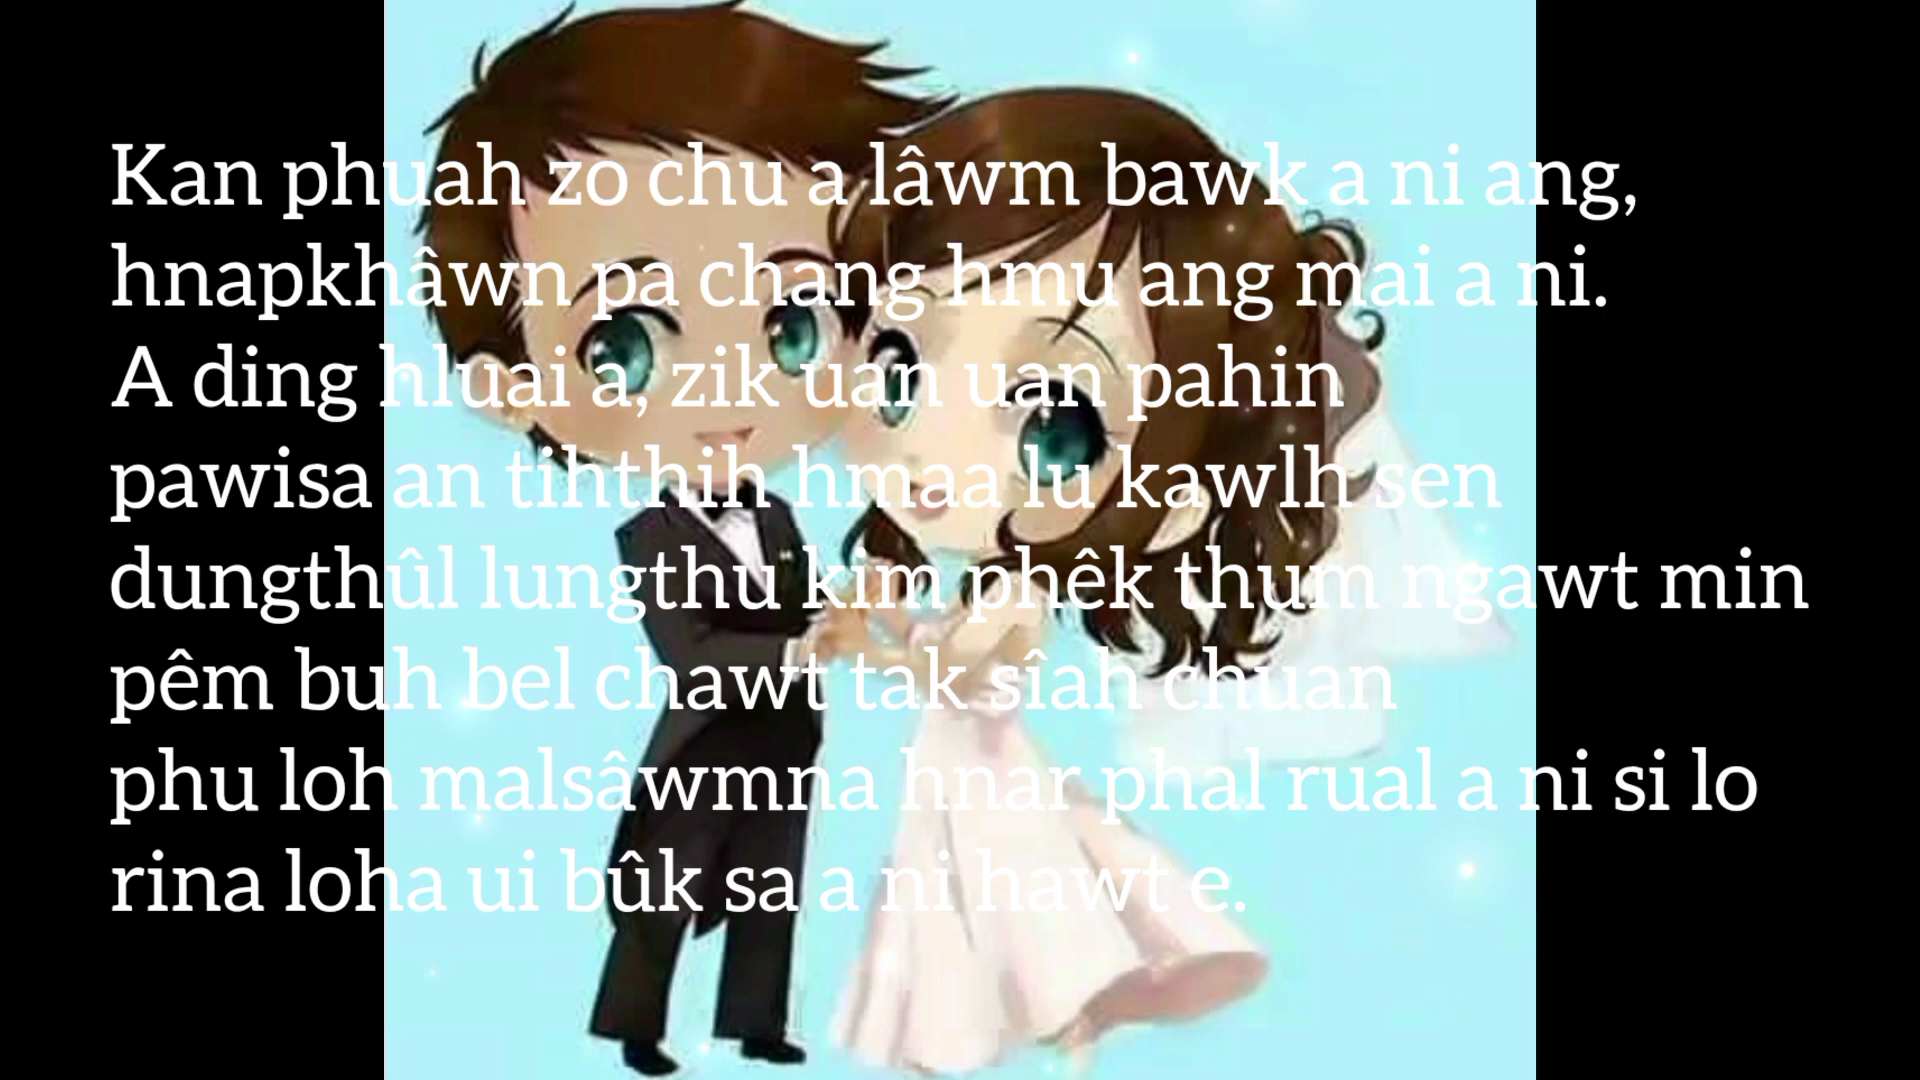 Kan phuah zo chu a lâwm bawk a ni ang,
hnapkhâwn pa chang hmu ang mai a ni.
A ding hluai a, zik uan uan pahin
pawisa an tihthih hmaa lu kawlh sen
dungthûl lungthu kim phêk thum ngawt min
pêm buh bel chawt tak sîah chuan
phu loh malsâwmna hnar phal rual a ni si lo
rina loha ui bûk sa a ni hawt e.